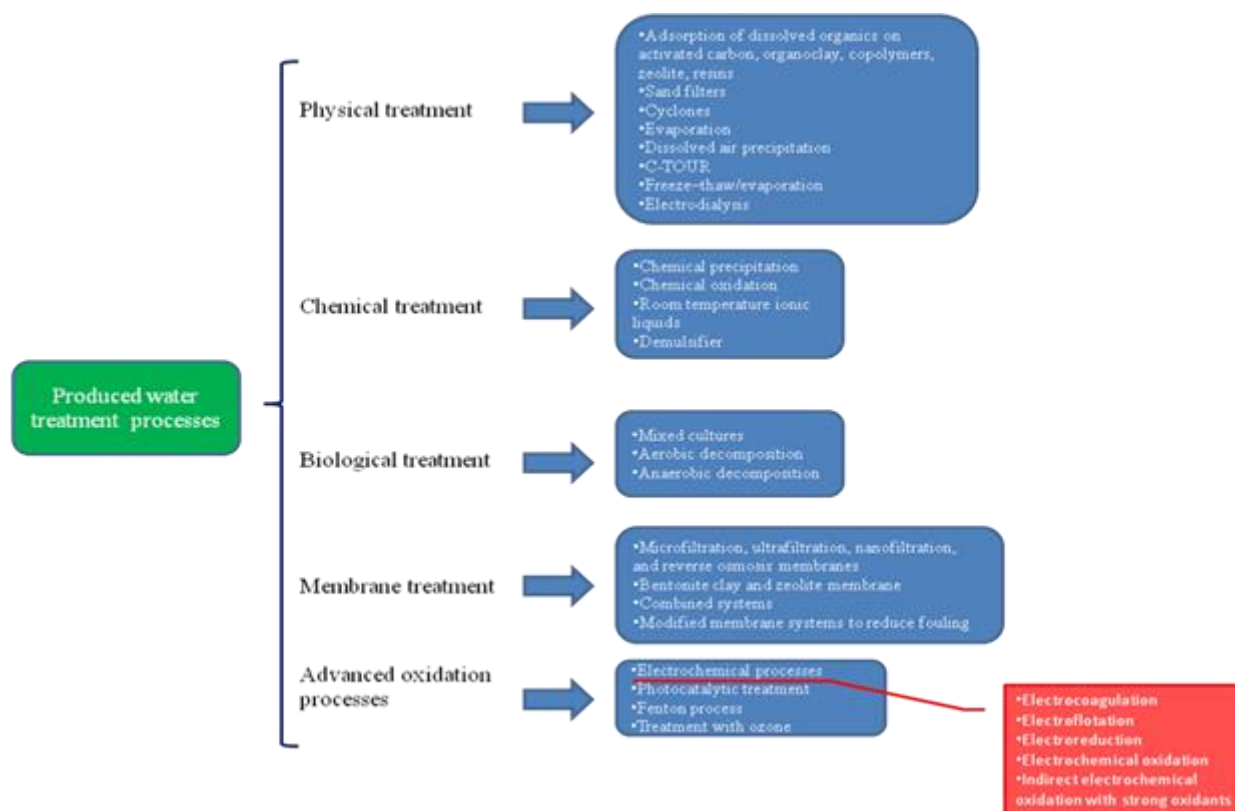 Produced water
treatment processes
Physical treatment
•Adsorption of dissolved organics on
activated carbon, organoclay, copolymers,
zeolite, resins
•Sand filters
•Cyclones
•Evaporation
•Dissolved air precipitation
•C-TOUR
•Freeze–thaw/evaporation
•Electrodialysis
Chemical treatment
•Chemical precipitation
•Chemical oxidation
•Room temperature ionic
liquids
•Demulsifier
Biological treatment
•Mixed cultures
•Aerobic decomposition
•Anaerobic decomposition
Membrane treatment
•Microfiltration, ultrafiltration, nanofiltration,
and reverse osmosis membranes
•Bentonite clay and zeolite membrane
•Combined systems
•Modified membrane systems to reduce fouling
Advanced oxidation
processes
•Electrochemical processes
•Photocatalytic treatment
•Fenton process
•Treatment with ozone
•Electrocoagulation
•Electroflotation
•Electroreduction
•Electrochemical oxidation
•Indirect electrochemical
oxidation with strong oxidants